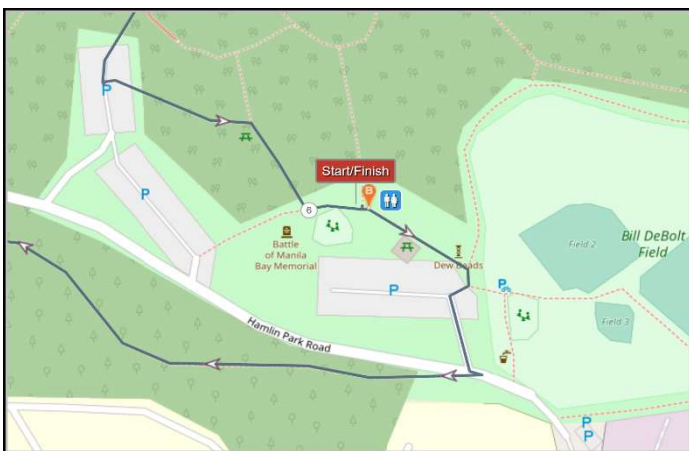 P
P
Start/Finish
B
6
Battle
of Manila
Bay Memorial
Dew Beads
P
P
Field 2
Bill DeBolt
Field
Field 3
Hamlin Park Road
P
P